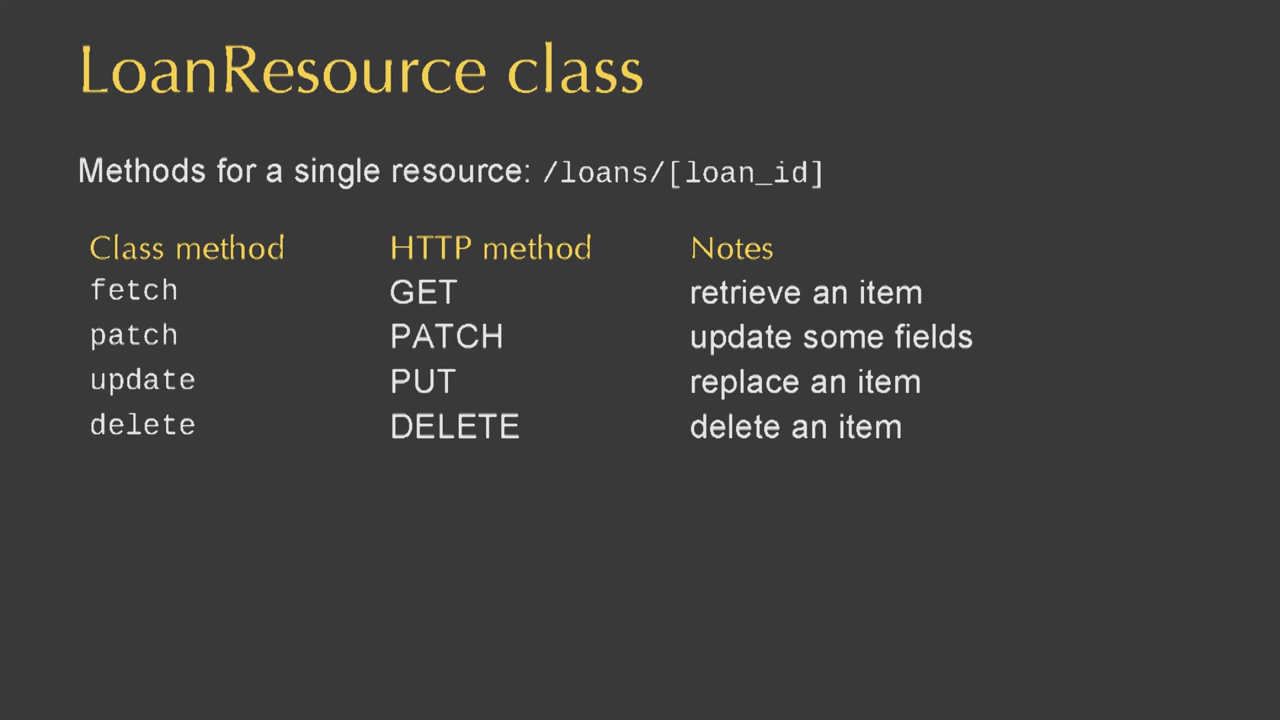 LoanResource class
Methods for a single resource: /loans/[loan_id]
Class method HTTP method Notes
fetch GET retrieve an item
patch PATCH update some fields
update PUT replace an item
delete DELETE delete an item